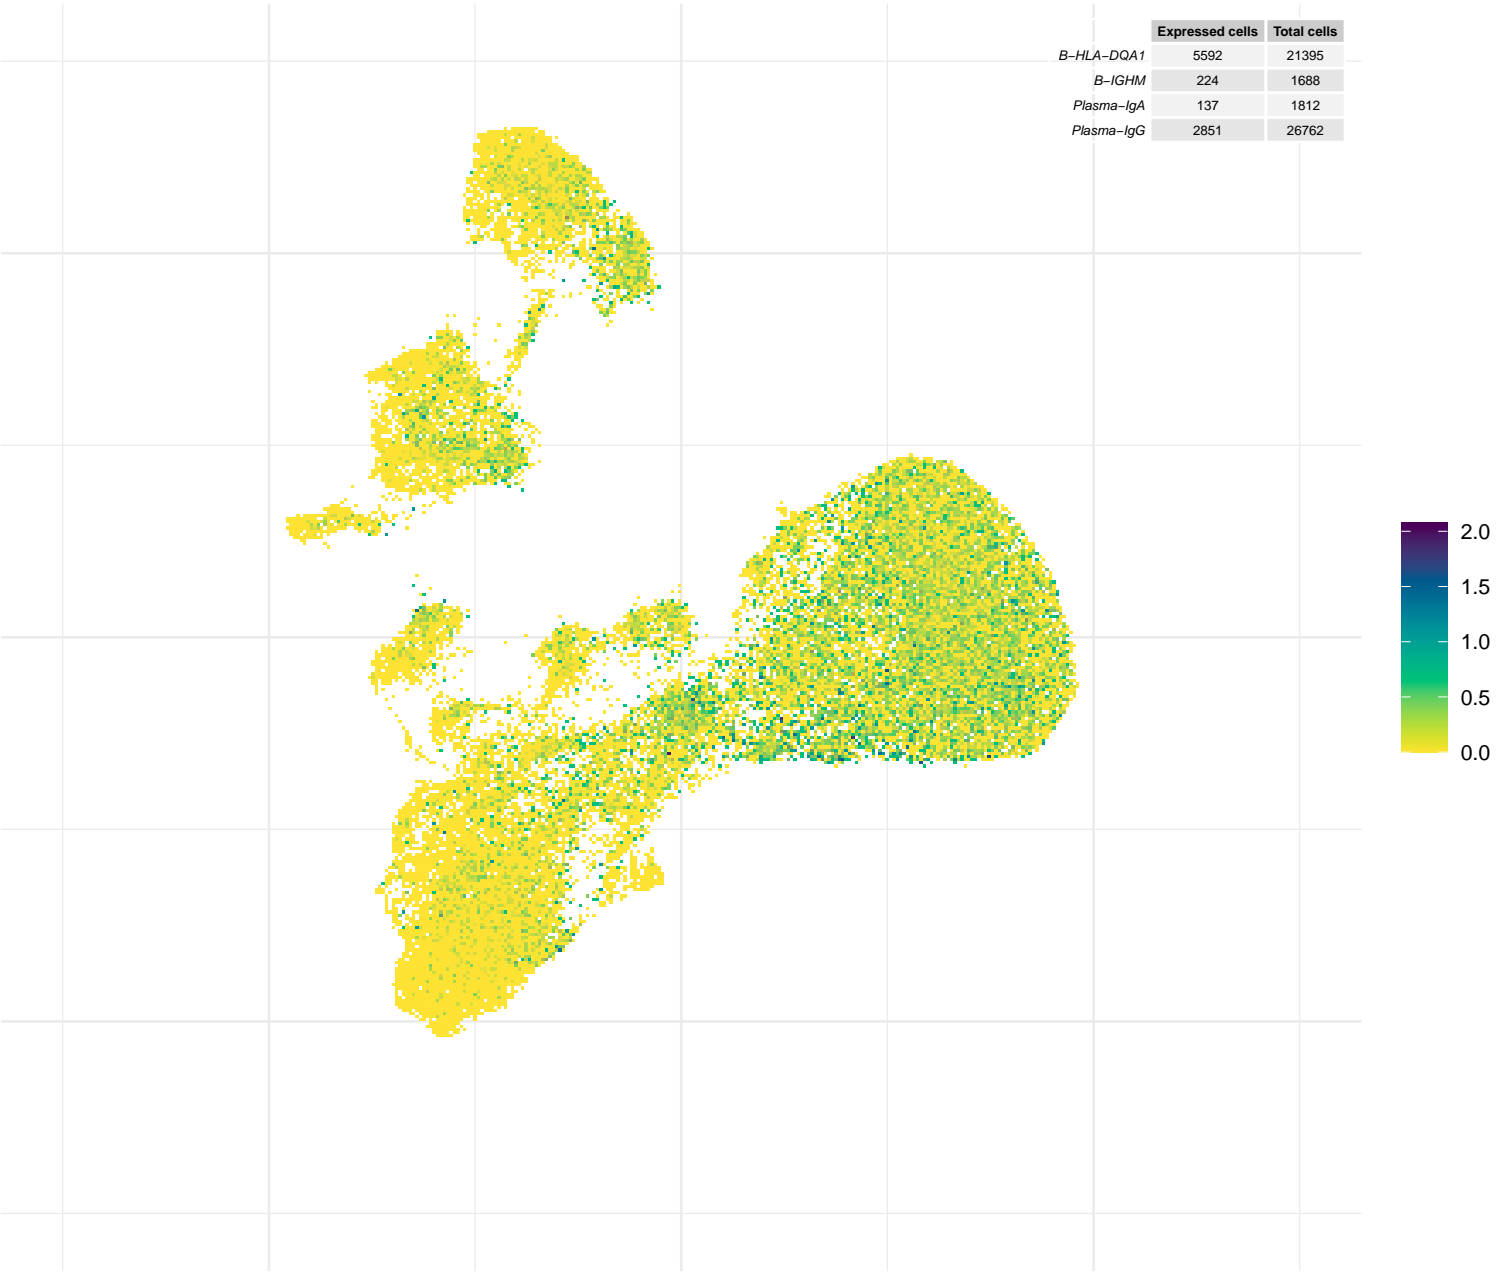 Expressed cells Total cells
B−HLA−DQA1 5592 21395
B−IGHM 224 1688
Plasma−IgA 137 1812
Plasma−IgG 2851 26762
2.0
1.5
1.0
0.5
0.0